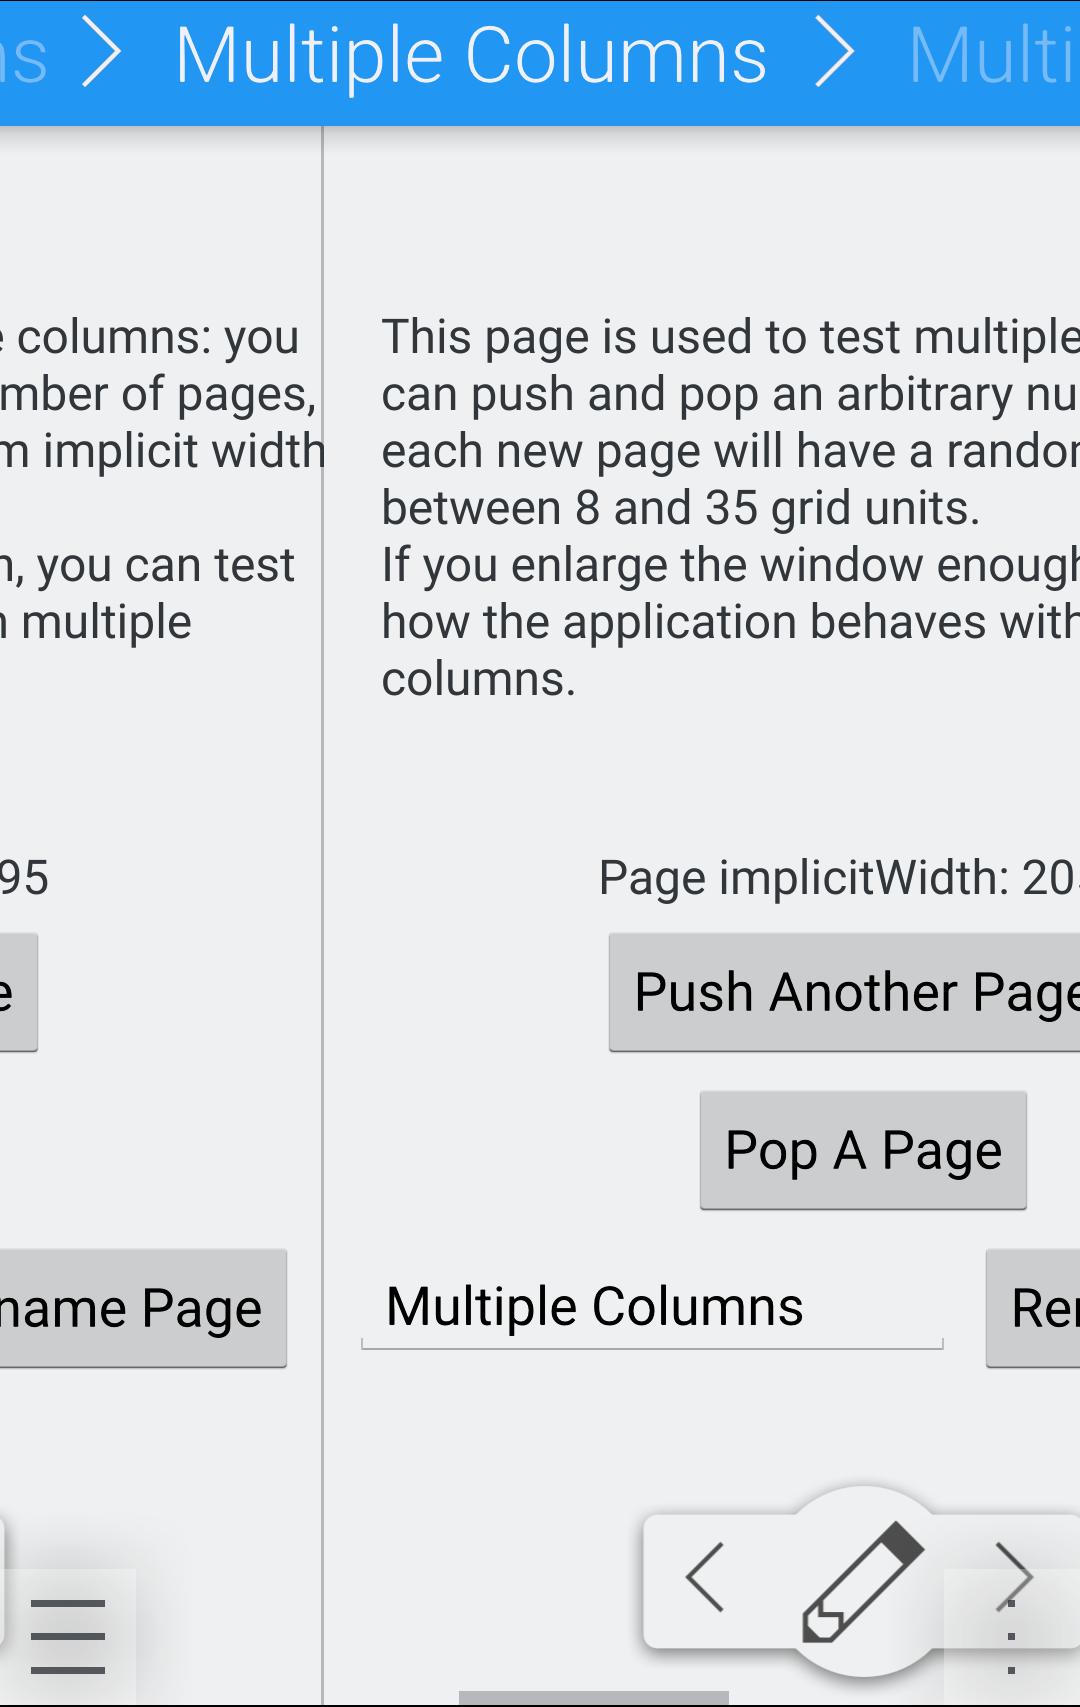 ns > Multiple Columns > Multi
e columns: you
mber of pages,
m implicit width
n, you can test
n multiple
95
e
name Page
This page is used to test multiple
can push and pop an arbitrary nu
each new page will have a random
between 8 and 35 grid units.
If you enlarge the window enough
how the application behaves with
columns.
Page implicitWidth: 20
Push Another Page
Pop A Page
Multiple Columns
Ren